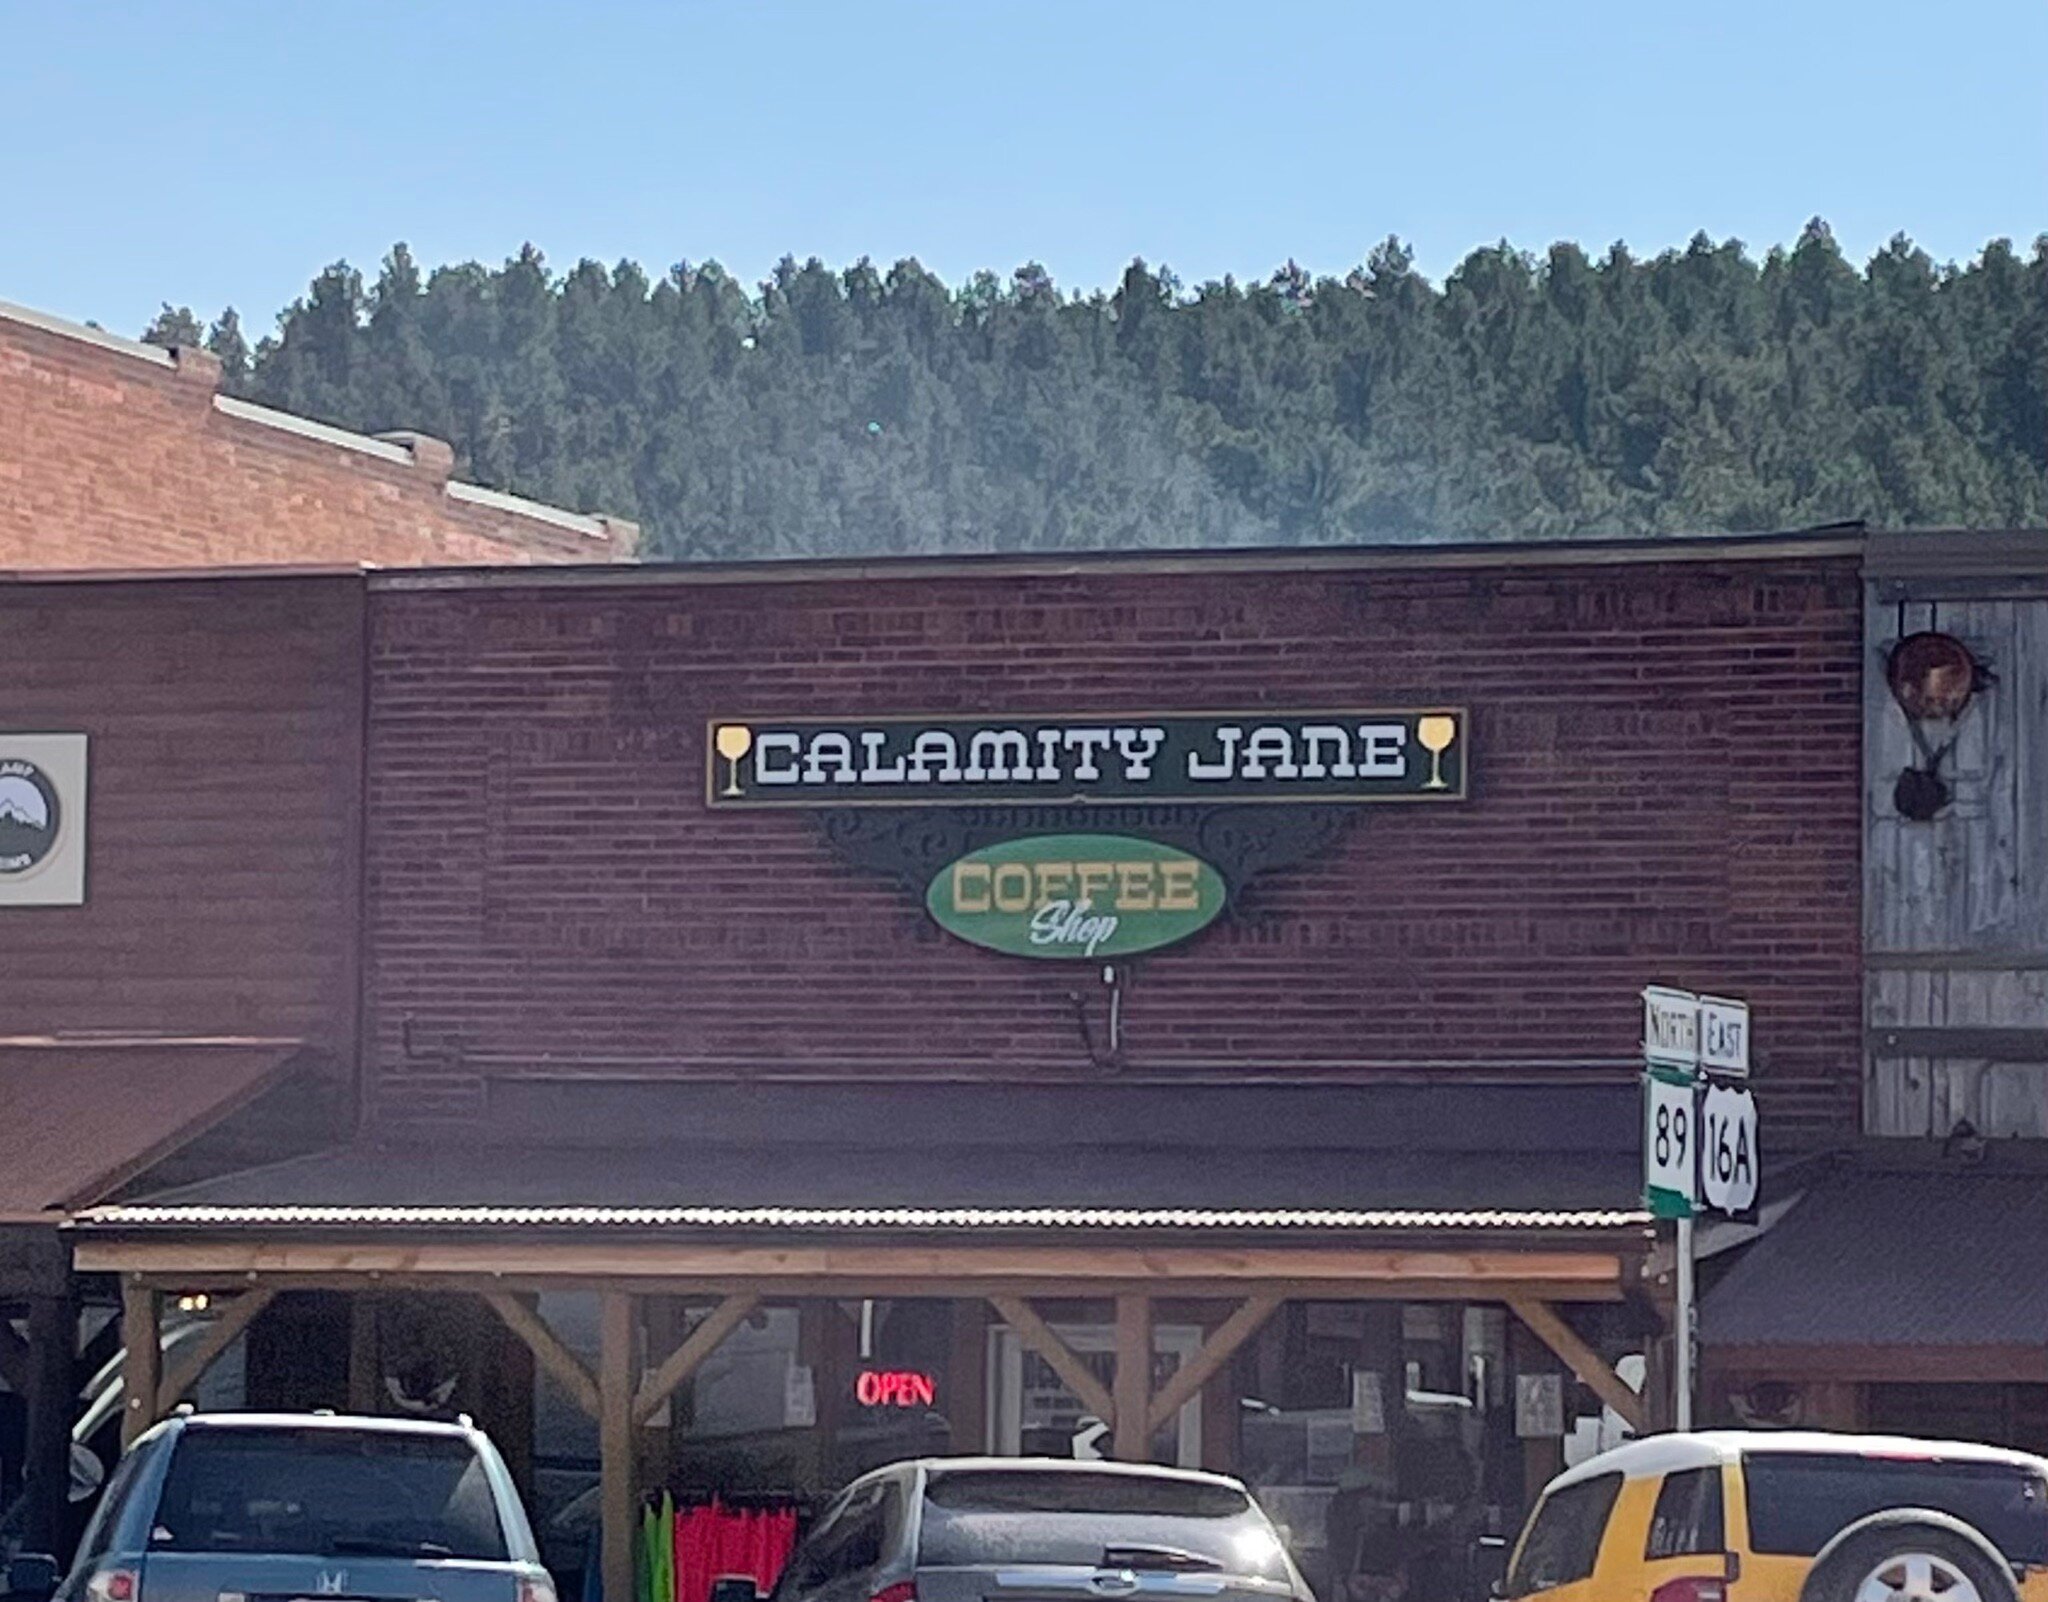 CALAMITY JANE
COFFEE
Shop
NORTH
EAST
89
16A
OPEN